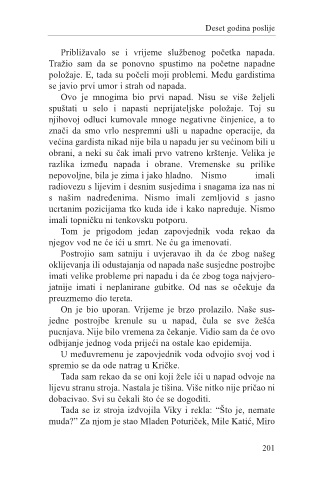 Deset godina poslije
Približavalo se i vrijeme službenog početka napada.
Tražio sam da se ponovno spustimo na početne napadne
položaje. E, tada su počeli moji problemi. Među gardistima
se javio prvi umor i strah od napada.
Ovo je mnogima bio prvi napad. Nisu se više željeli
spuštati u selo i napasti neprijateljske položaje. Toj su
njihovoj odluci kumovale mnoge negativne činjenice, a to
znači da smo vrlo nespremni ušli u napadne operacije, da
većina gardista nikad nije bila u napadu jer su većinom bili u
obrani, a neki su čak imali prvo vatreno krštenje. Velika je
razlika između napada i obrane. Vremenske su prilike
nepovoljne, bila je zima i jako hladno. Nismo imali
radiovezu s lijevim i desnim susjedima i snagama iza nas ni
s našim nadređenima. Nismo imali zemljovid s jasno
ucrtanim pozicijama tko kuda ide i kako napreduje. Nismo
imali topničku ni tenkovsku potporu.
Tom je prigodom jedan zapovjednik voda rekao da
njegov vod ne će ići u smrt. Ne ću ga imenovati.
Postrojio sam satniju i uvjeravao ih da će zbog našeg
oklijevanja ili odustajanja od napada naše susjedne postrojbe
imati velike probleme pri napadu i da će zbog toga najvjero-
jatnije imati i neplanirane gubitke. Od nas se očekuje da
preuzmemo dio tereta.
On je bio uporan. Vrijeme je brzo prolazilo. Naše sus-
jedne postrojbe krenule su u napad, čula se sve žešća
pucnjava. Nije bilo vremena za čekanje. Vidio sam da će ovo
odbijanje jednog voda prijeći na ostale kao epidemija.
U međuvremenu je zapovjednik voda odvojio svoj vod i
spremio se da ode natrag u Kričke.
Tada sam rekao da se oni koji žele ići u napad odvoje na
lijevu stranu stroja. Nastala je tišina. Više nitko nije pričao ni
dobacivao. Svi su čekali što će se dogoditi.
Tada se iz stroja izdvojila Viky i rekla: “Što je, nemate
muda?” Za njom je stao Mladen Poturiček, Mile Katić, Miro
201